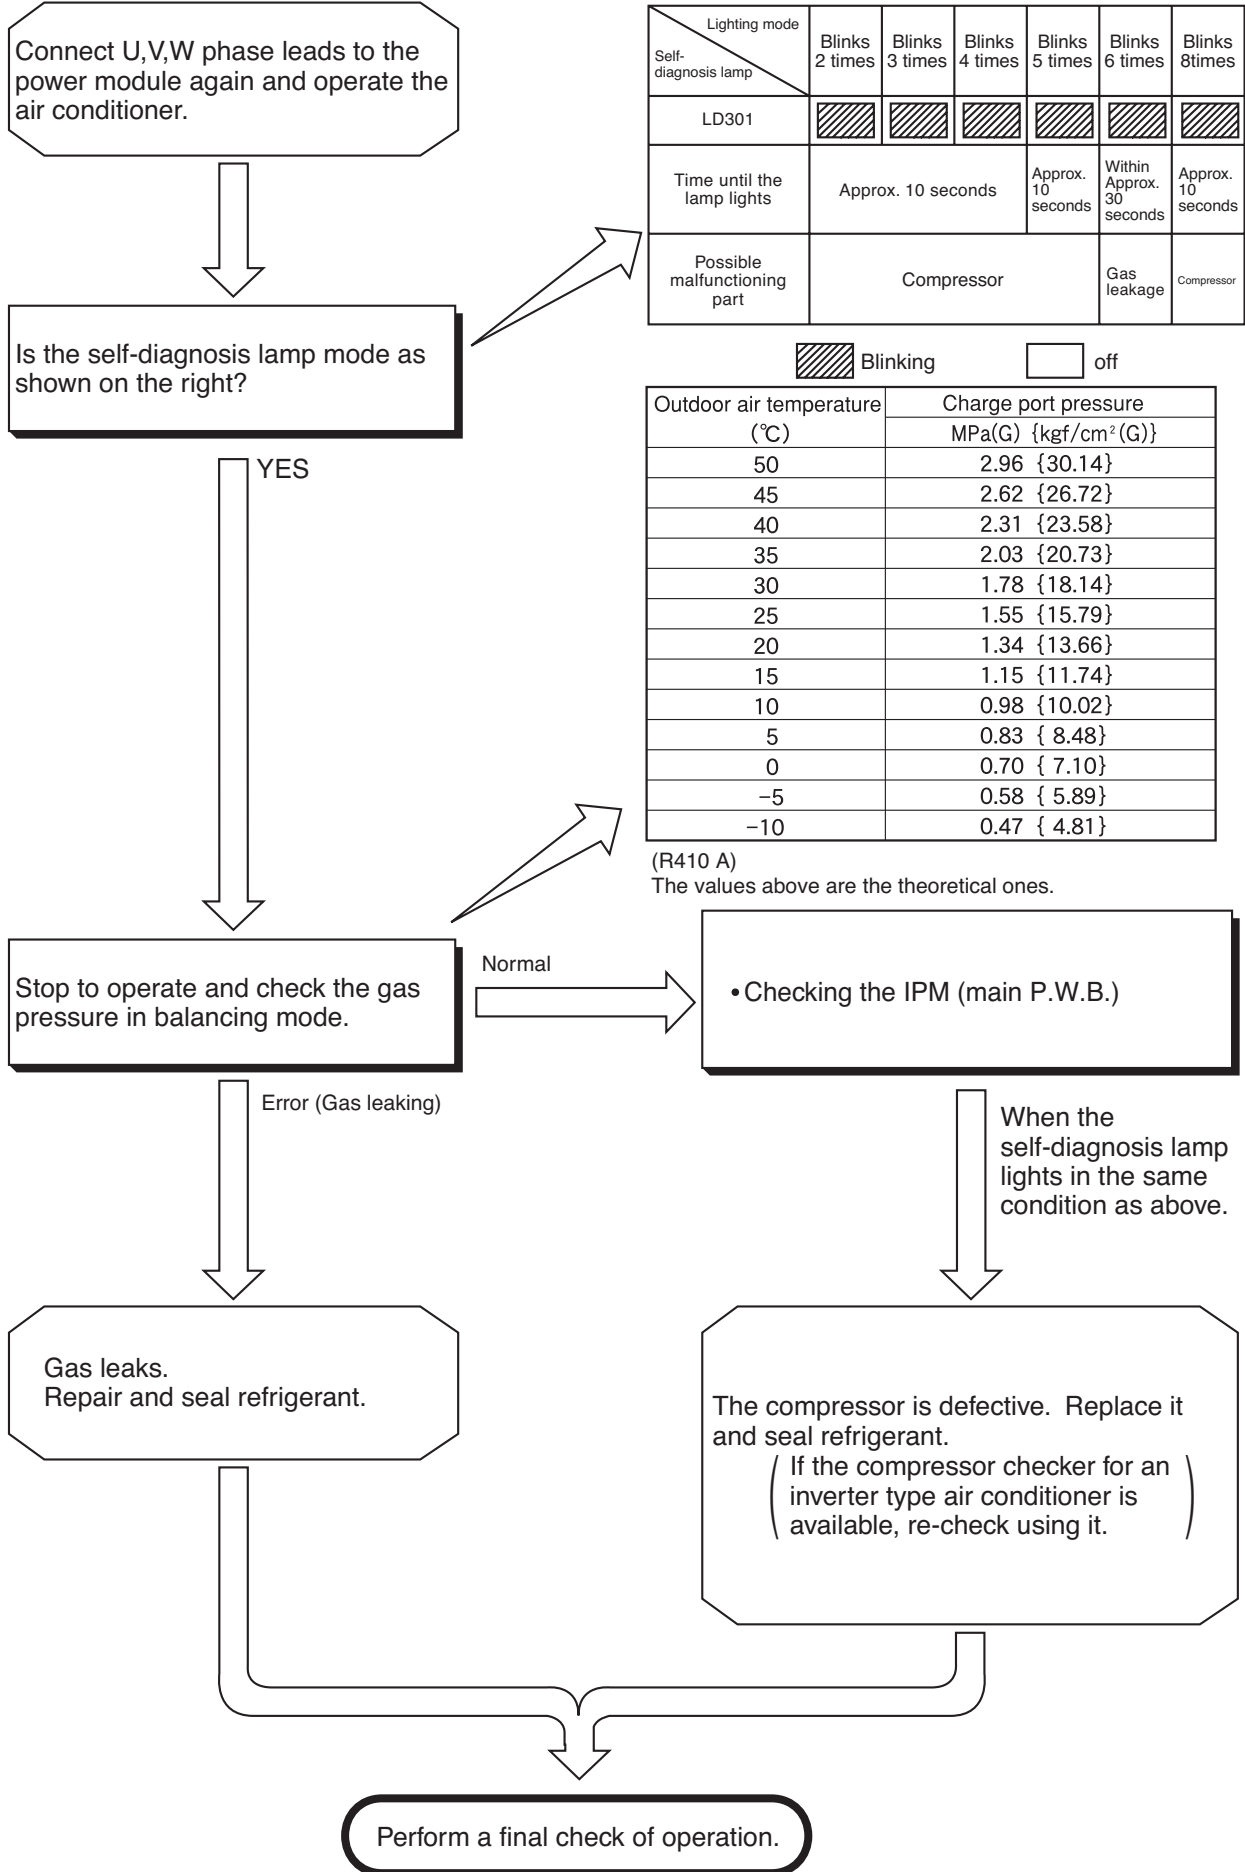 Connect U,V,W phase leads to the
power module again and operate the
air conditioner.
Lighting mode
Self-
diagnosis lamp
Blinks
2 times
Blinks
3 times
Blinks
4 times
Blinks
5 times
Blinks
6 times
Blinks
8times
LD301
Time until the
lamp lights
Approx. 10 seconds
Approx.
10
seconds
Within
Approx.
30
seconds
Approx.
10
seconds
Possible
malfunctioning
part
Compressor
Gas
leakage
Compressor
Blinking
off
Is the self-diagnosis lamp mode as
shown on the right?
YES
Outdoor air temperature
(℃)
Charge port pressure
MPa(G) {kgf/cm²(G)}
50 2.96 {30.14}
45 2.62 {26.72}
40 2.31 {23.58}
35 2.03 {20.73}
30 1.78 {18.14}
25 1.55 {15.79}
20 1.34 {13.66}
15 1.15 {11.74}
10 0.98 {10.02}
5 0.83 { 8.48}
0 0.70 { 7.10}
−5 0.58 { 5.89}
−10 0.47 { 4.81}
(R410 A)
The values above are the theoretical ones.
Stop to operate and check the gas
pressure in balancing mode.
Normal
•Checking the IPM (main P.W.B.)
Error (Gas leaking)
When the
self-diagnosis lamp
lights in the same
condition as above.
Gas leaks.
Repair and seal refrigerant.
The compressor is defective. Replace it
and seal refrigerant.
( If the compressor checker for an
inverter type air conditioner is
available, re-check using it. )
Perform a final check of operation.